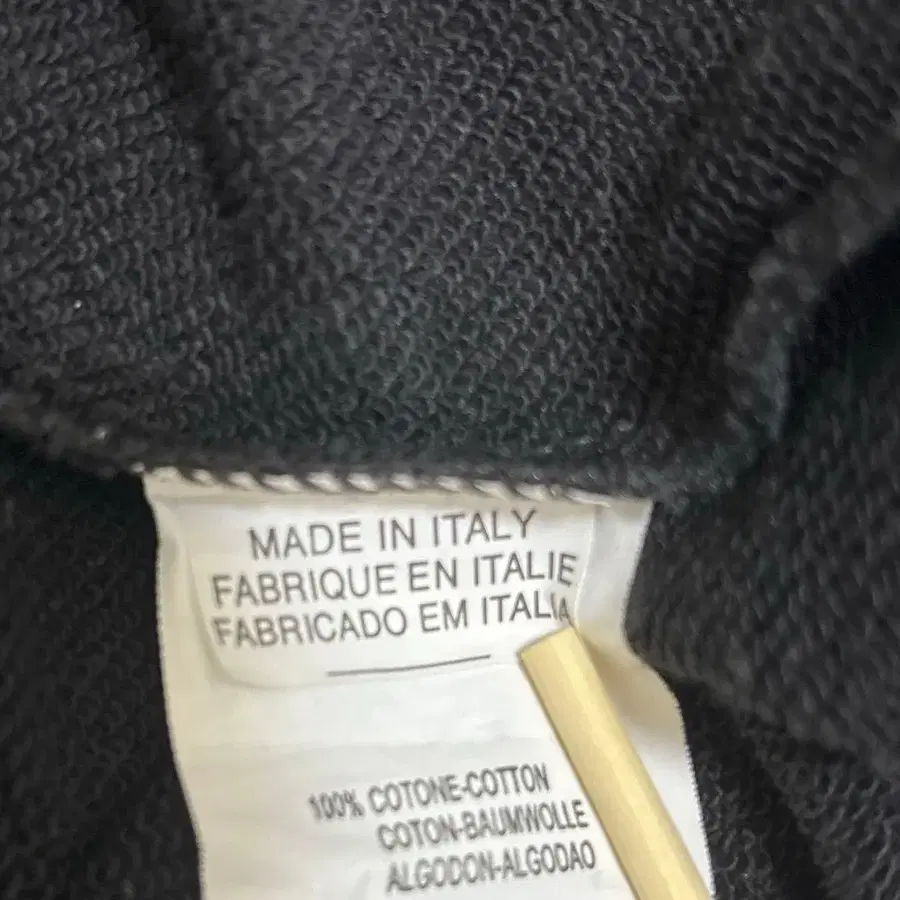 MADE IN ITALY
FABRIQUE EN ITALIE
FABRICADO EM ITALIA
100% COTONE-COTTON
COTON-BAUMWOLLE
ALGODON-ALGODAO